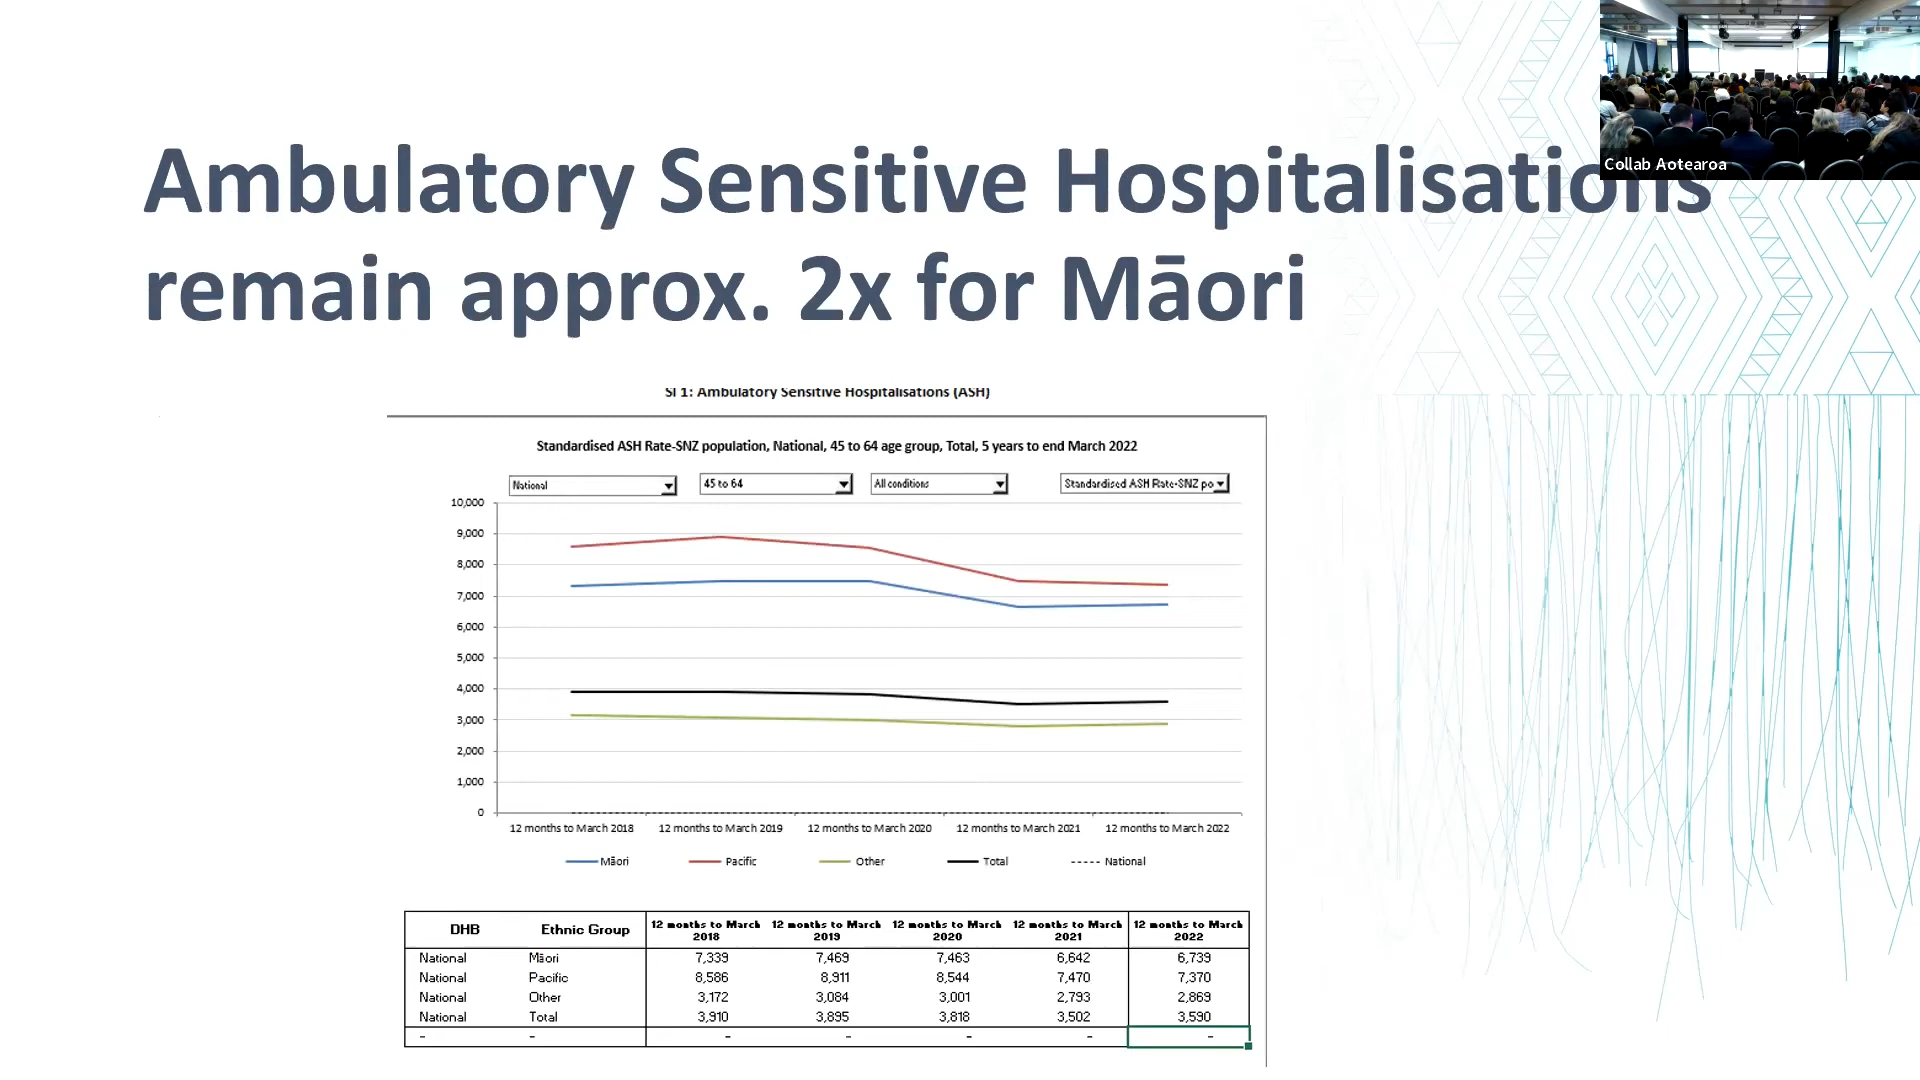 Collab Aotearoa
Ambulatory Sensitive Hospitalisations
remain approx. 2x for Māori
SI 1: Ambulatory Sensitive Hospitalisations (ASH)
Standardised ASH Rate-SNZ population, National, 45 to 64 age group, Total, 5 years to end March 2022
National 45 to 64 All conditions Standardised ASH Rate-SNZ po
10,000
9,000
8,000
7,000
6,000
5,000
4,000
3,000
2,000
1,000
0
12 months to March 2018 12 months to March 2019 12 months to March 2020 12 months to March 2021 12 months to March 2022
Māori Pacific Other Total National
DHB Ethnic Group 12 months to March 2018 12 months to March 2019 12 months to March 2020 12 months to March 2021 12 months to March 2022
National Māori 7,339 7,469 7,463 6,642 6,739
National Pacific 8,586 8,911 8,544 7,470 7,370
National Other 3,172 3,084 3,001 2,793 2,869
National Total 3,910 3,895 3,818 3,502 3,590
- - - - - - -